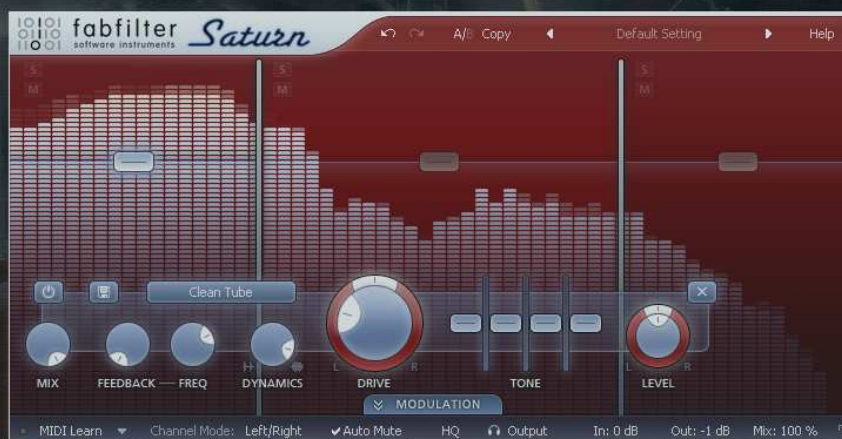 fabfilter
software instruments
Saturn
A/B Copy
Default Setting
Help
S
M
S
M
S
M
Clean Tube
L R
L R
MIX FEEDBACK FREQ DYNAMICS DRIVE TONE LEVEL
MODULATION
MIDI Learn Channel Mode: Left/Right Auto Mute HQ Output In: 0 dB Out: -1 dB Mix: 100 %